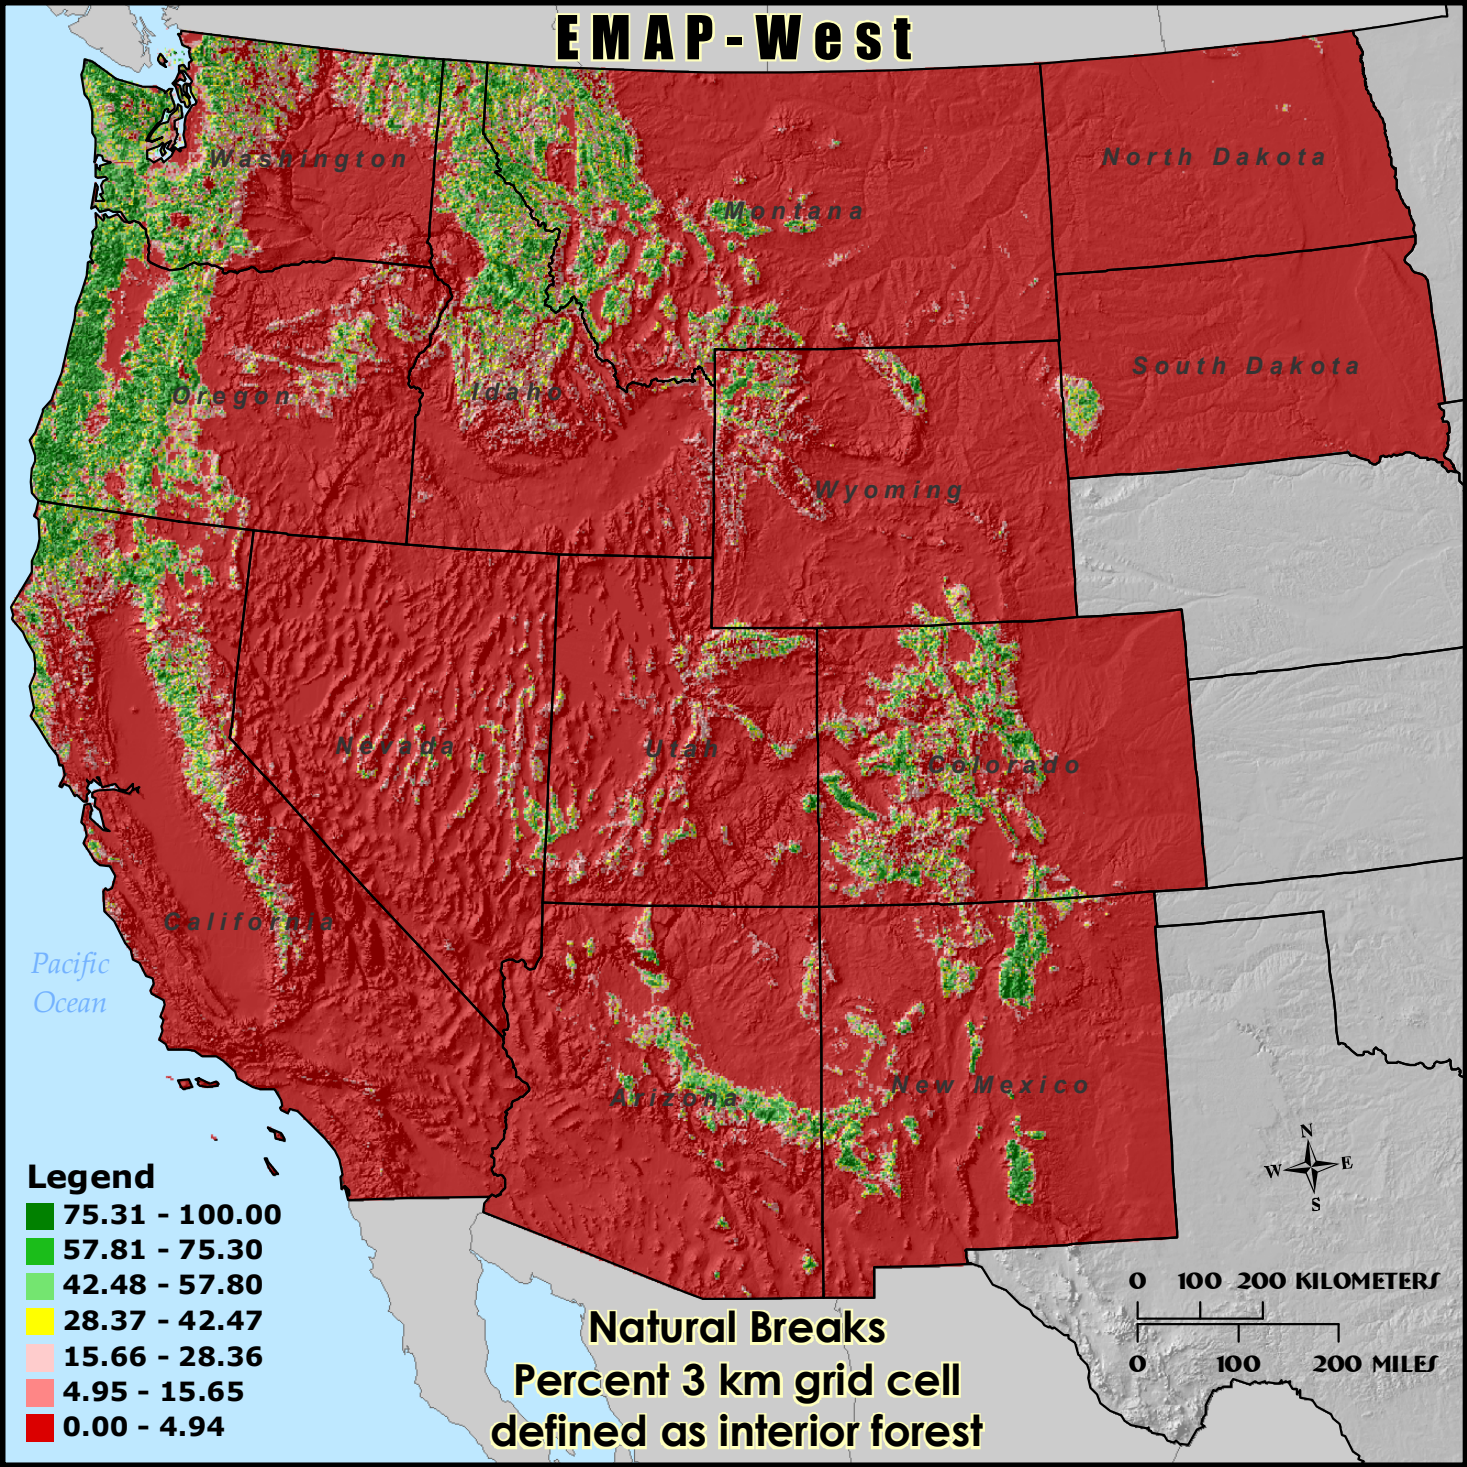 EMAP-West
Washington
Montana
North Dakota
Oregon
Idaho
South Dakota
Wyoming
Nevada
Utah
Colorado
California
Pacific
Ocean
Arizona
New Mexico
N
W E
S
Legend
75.31 - 100.00
57.81 - 75.30
42.48 - 57.80
28.37 - 42.47
15.66 - 28.36
4.95 - 15.65
0.00 - 4.94
Natural Breaks
Percent 3 km grid cell
defined as interior forest
0 100 200 KILOMETERS
0 100 200 MILES